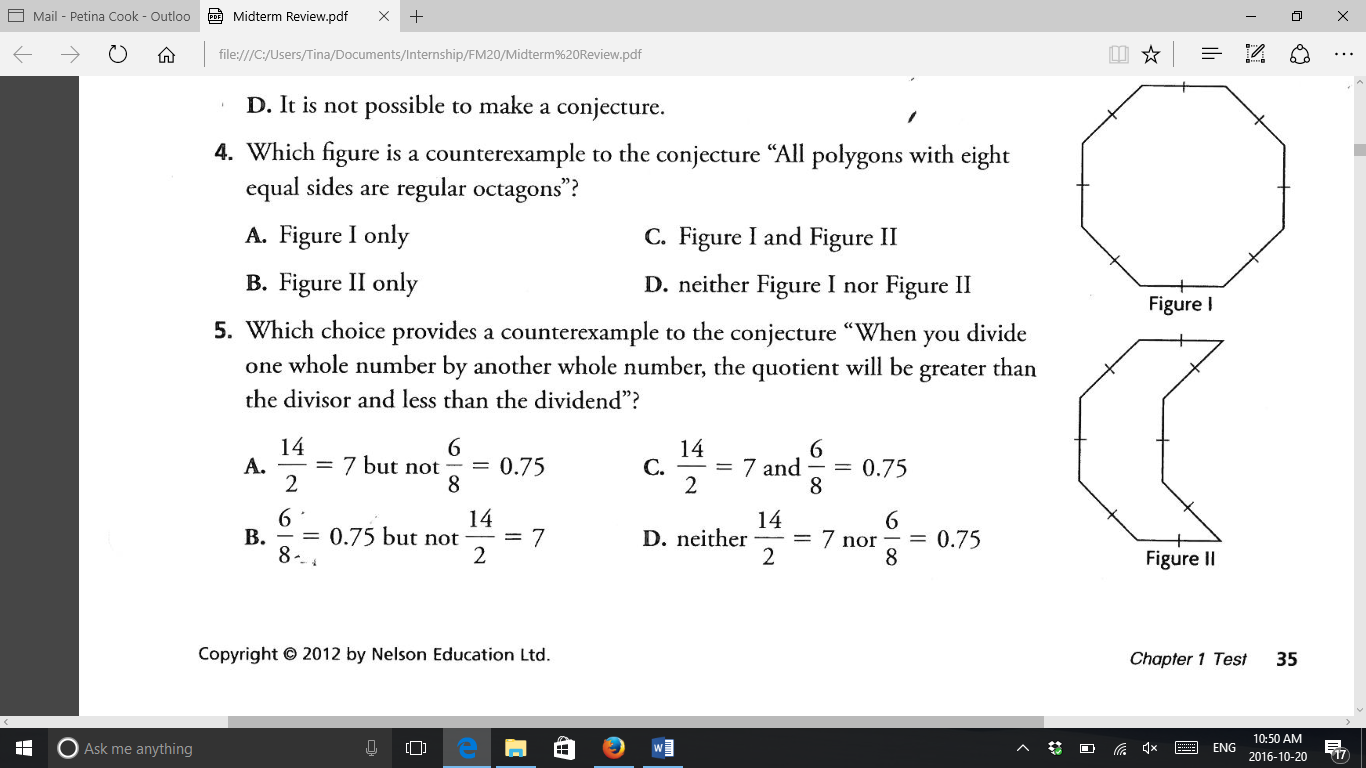 Mail - Petina Cook - Outloo
Midterm Review.pdf
file:///C:/Users/Tina/Documents/Internship/FM20/Midterm%20Review.pdf
D. It is not possible to make a conjecture.
4. Which figure is a counterexample to the conjecture “All polygons with eight
equal sides are regular octagons”?
A. Figure I only
C. Figure I and Figure II
B. Figure II only
D. neither Figure I nor Figure II
Figure I
5. Which choice provides a counterexample to the conjecture “When you divide
one whole number by another whole number, the quotient will be greater than
the divisor and less than the dividend”?
A. 14/2 = 7 but not 6/8 = 0.75
C. 14/2 = 7 and 6/8 = 0.75
B. 6/8 = 0.75 but not 14/2 = 7
D. neither 14/2 = 7 nor 6/8 = 0.75
Figure II
Copyright © 2012 by Nelson Education Ltd.
Chapter 1 Test 35
Ask me anything
ENG
10:50 AM
2016-10-20
17